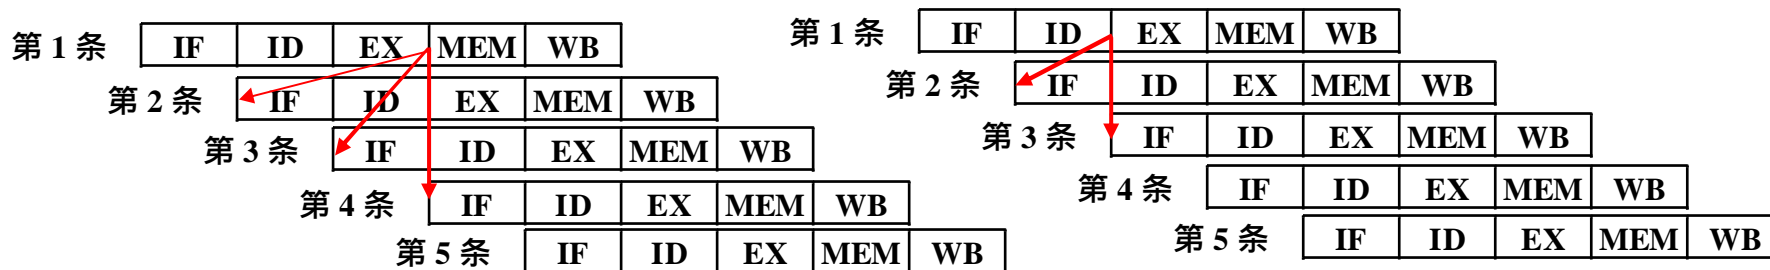 第 1 条 IF ID EX MEM WB
第 2 条 IF ID EX MEM WB
第 3 条 IF ID EX MEM WB
第 4 条 IF ID EX MEM WB
第 5 条 IF ID EX MEM WB
第 1 条 IF ID EX MEM WB
第 2 条 IF ID EX MEM WB
第 3 条 IF ID EX MEM WB
第 4 条 IF ID EX MEM WB
第 5 条 IF ID EX MEM WB